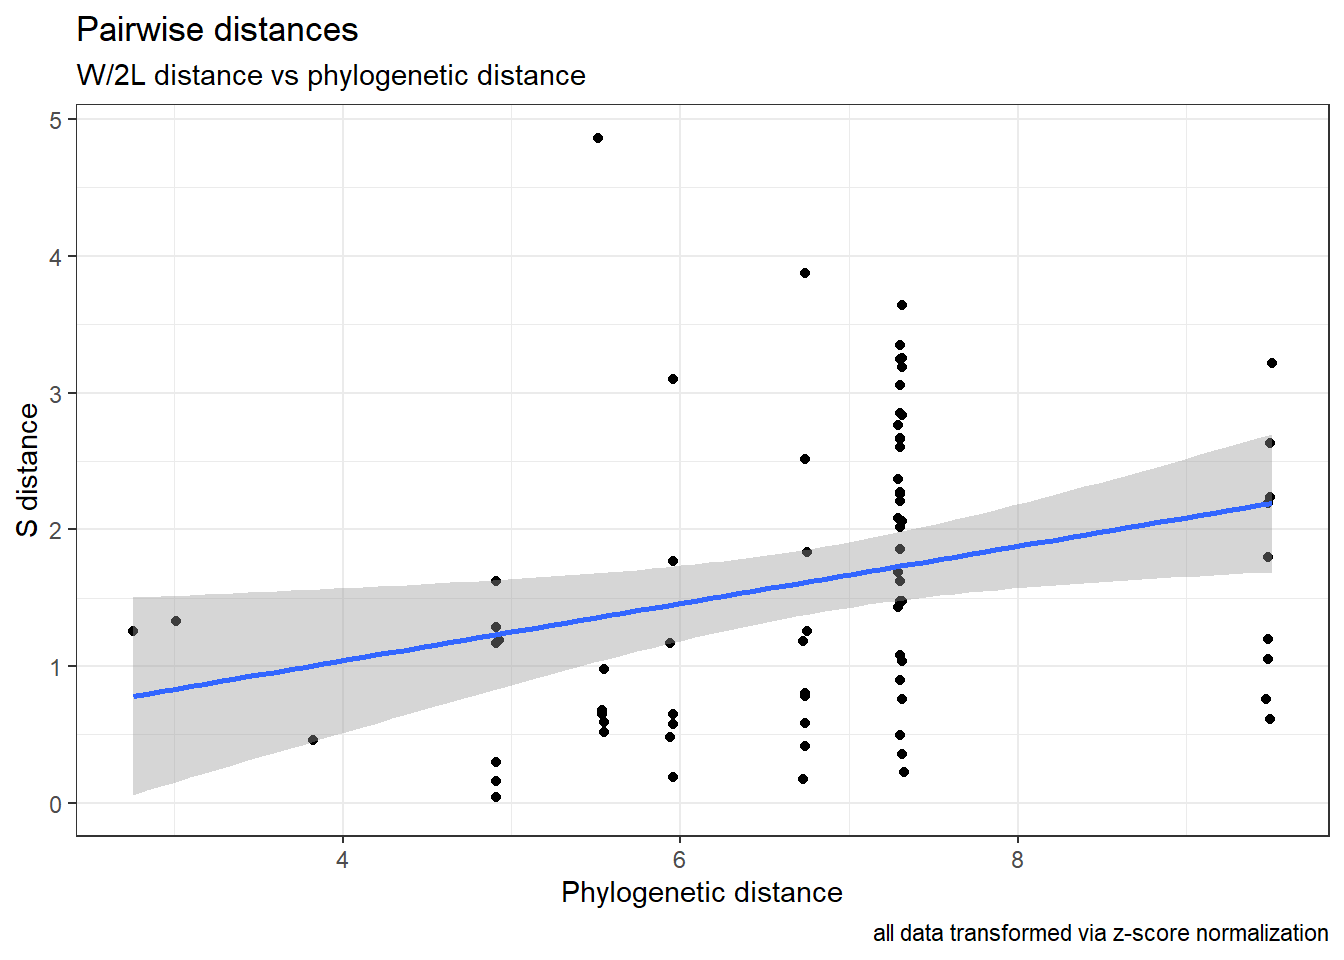 Pairwise distances
W/2L distance vs phylogenetic distance
5
4
3
2
1
0
S distance
4 6 8
Phylogenetic distance
all data transformed via z-score normalization